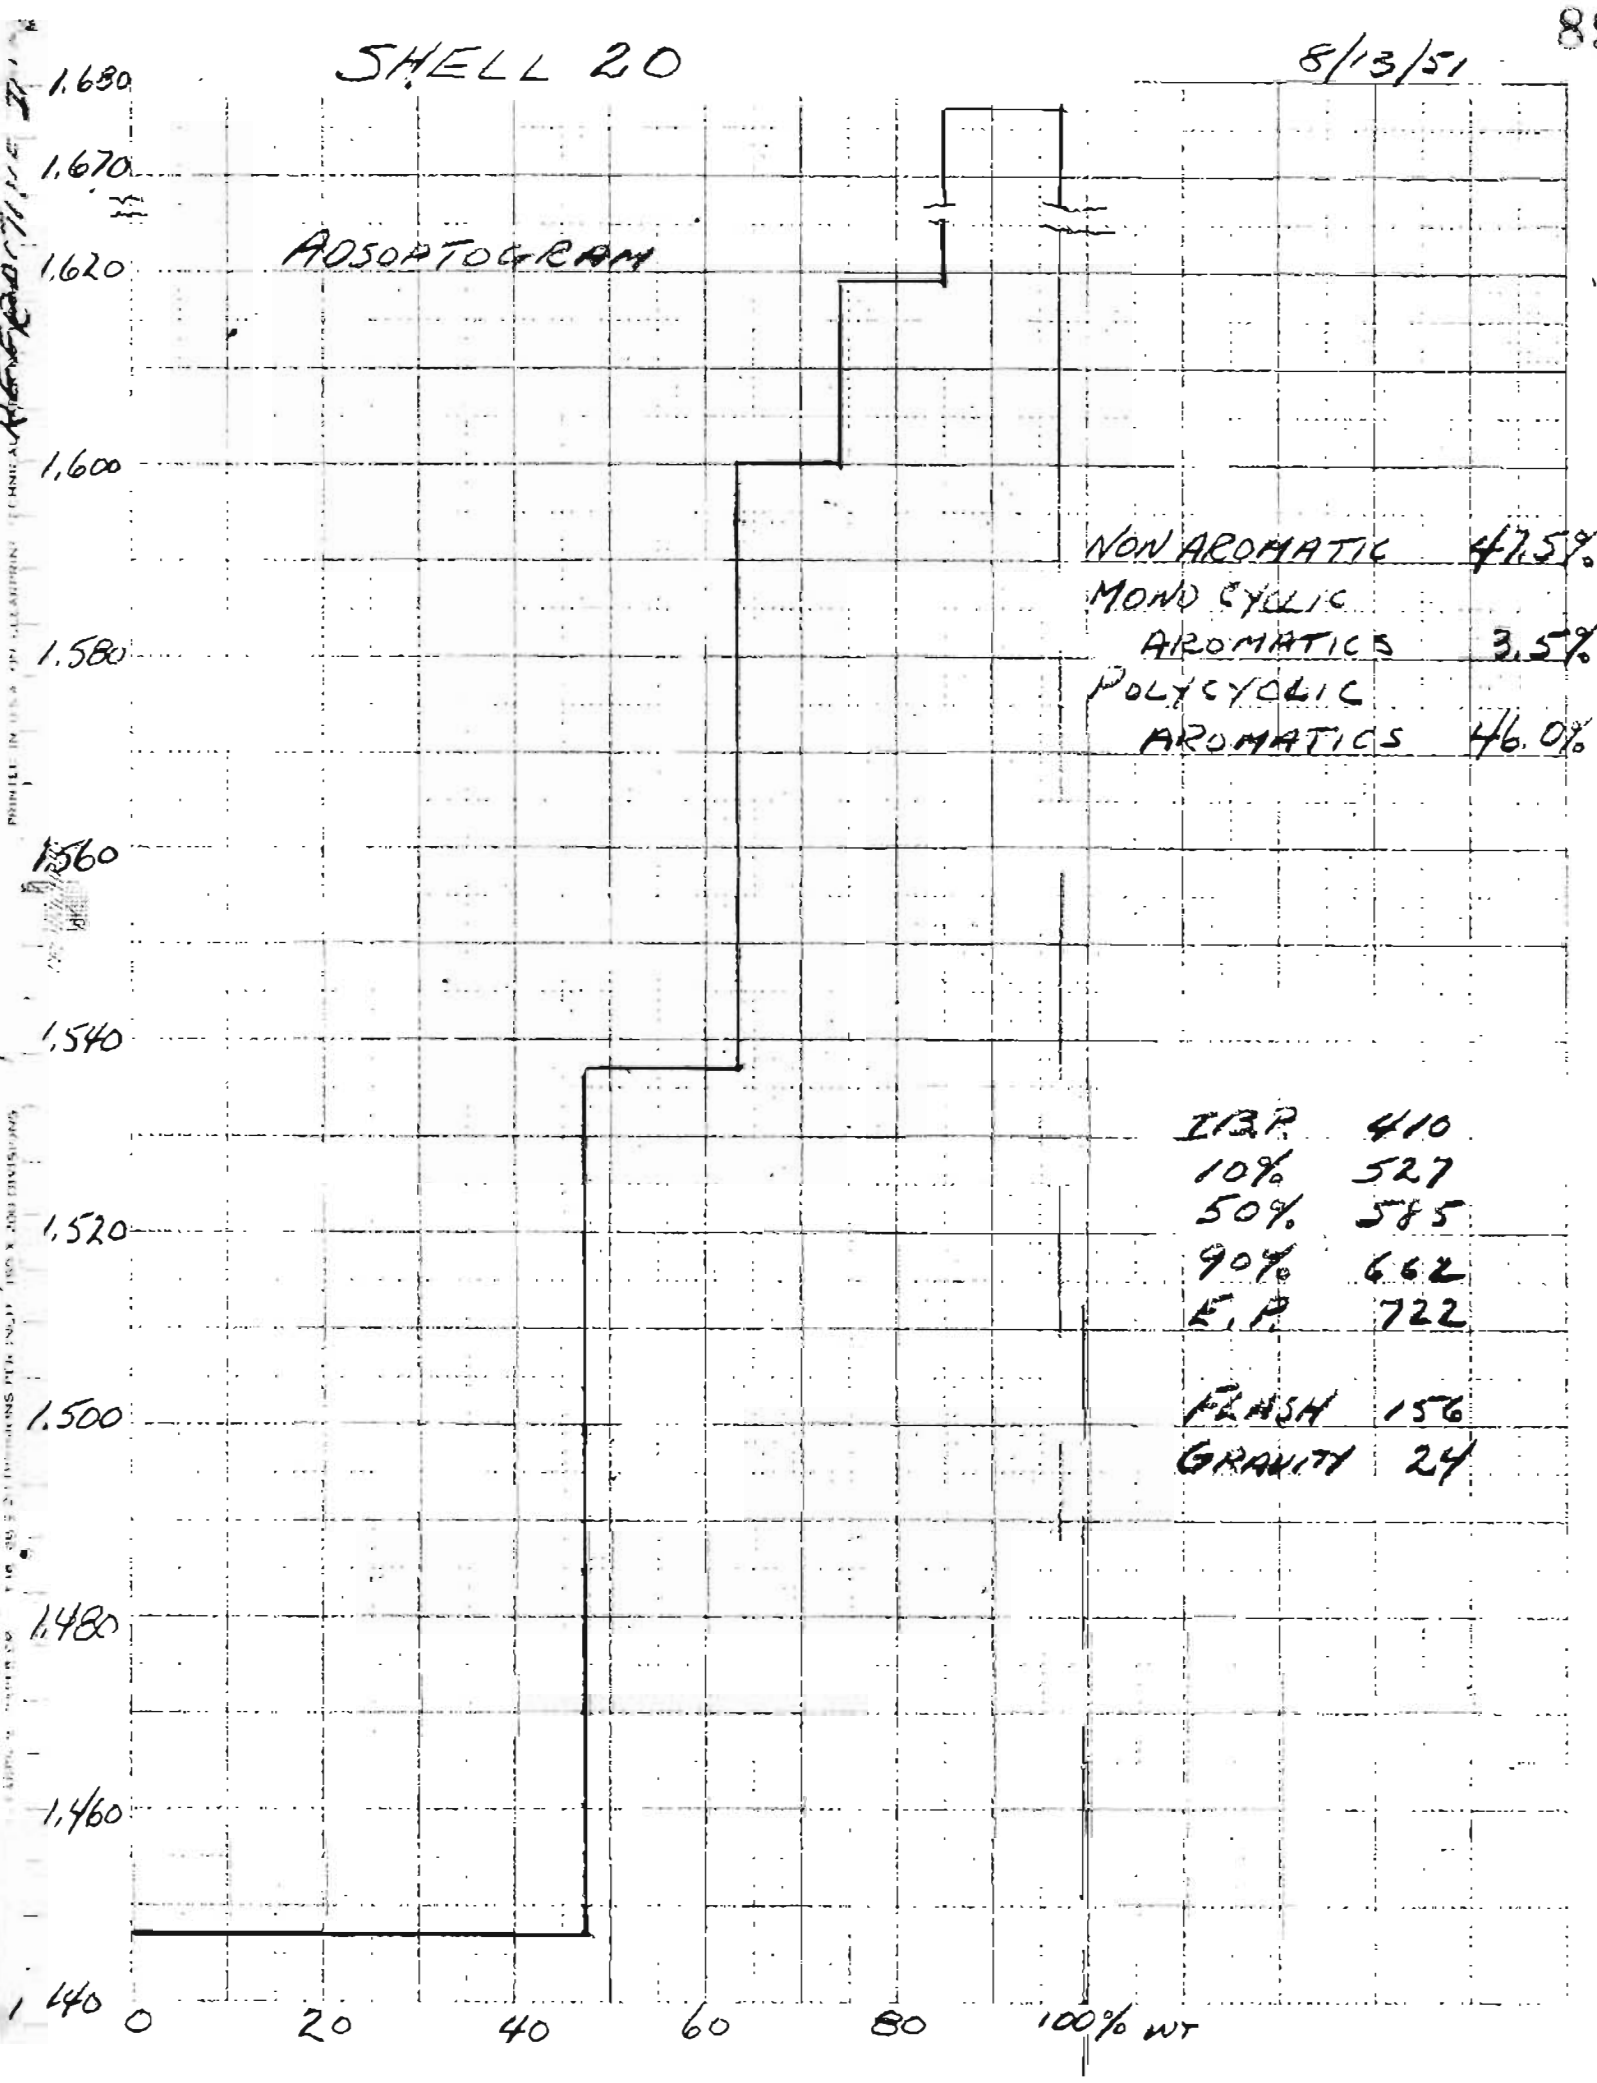 SHELL 20
8/13/51
1.680
1.670
1.620
ADSORPTOGRAM
1.600
NON AROMATIC 47.5%
MONO CYCLIC
AROMATICS 3.5%
1.580
POLYCYCLIC
AROMATICS 46.0%
1.560
1.540
I.B.P. 410
10% 527
50% 585
1.520
90% 662
E.P. 722
1.500
FLASH 156
GRAVITY 24
1.480
1.460
1 440
0 20 40 60 80 100% WT